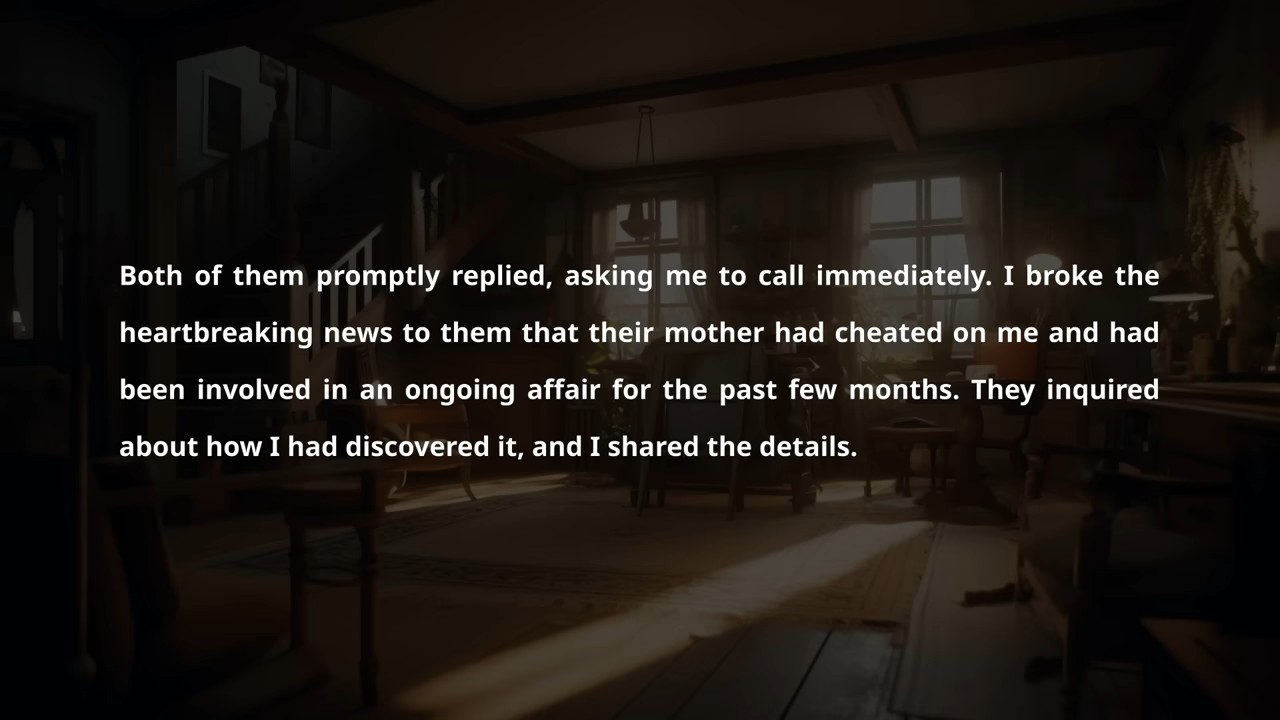 Both of them promptly replied, asking me to call immediately. I broke the
heartbreaking news to them that their mother had cheated on me and had
been involved in an ongoing affair for the past few months. They inquired
about how I had discovered it, and I shared the details.